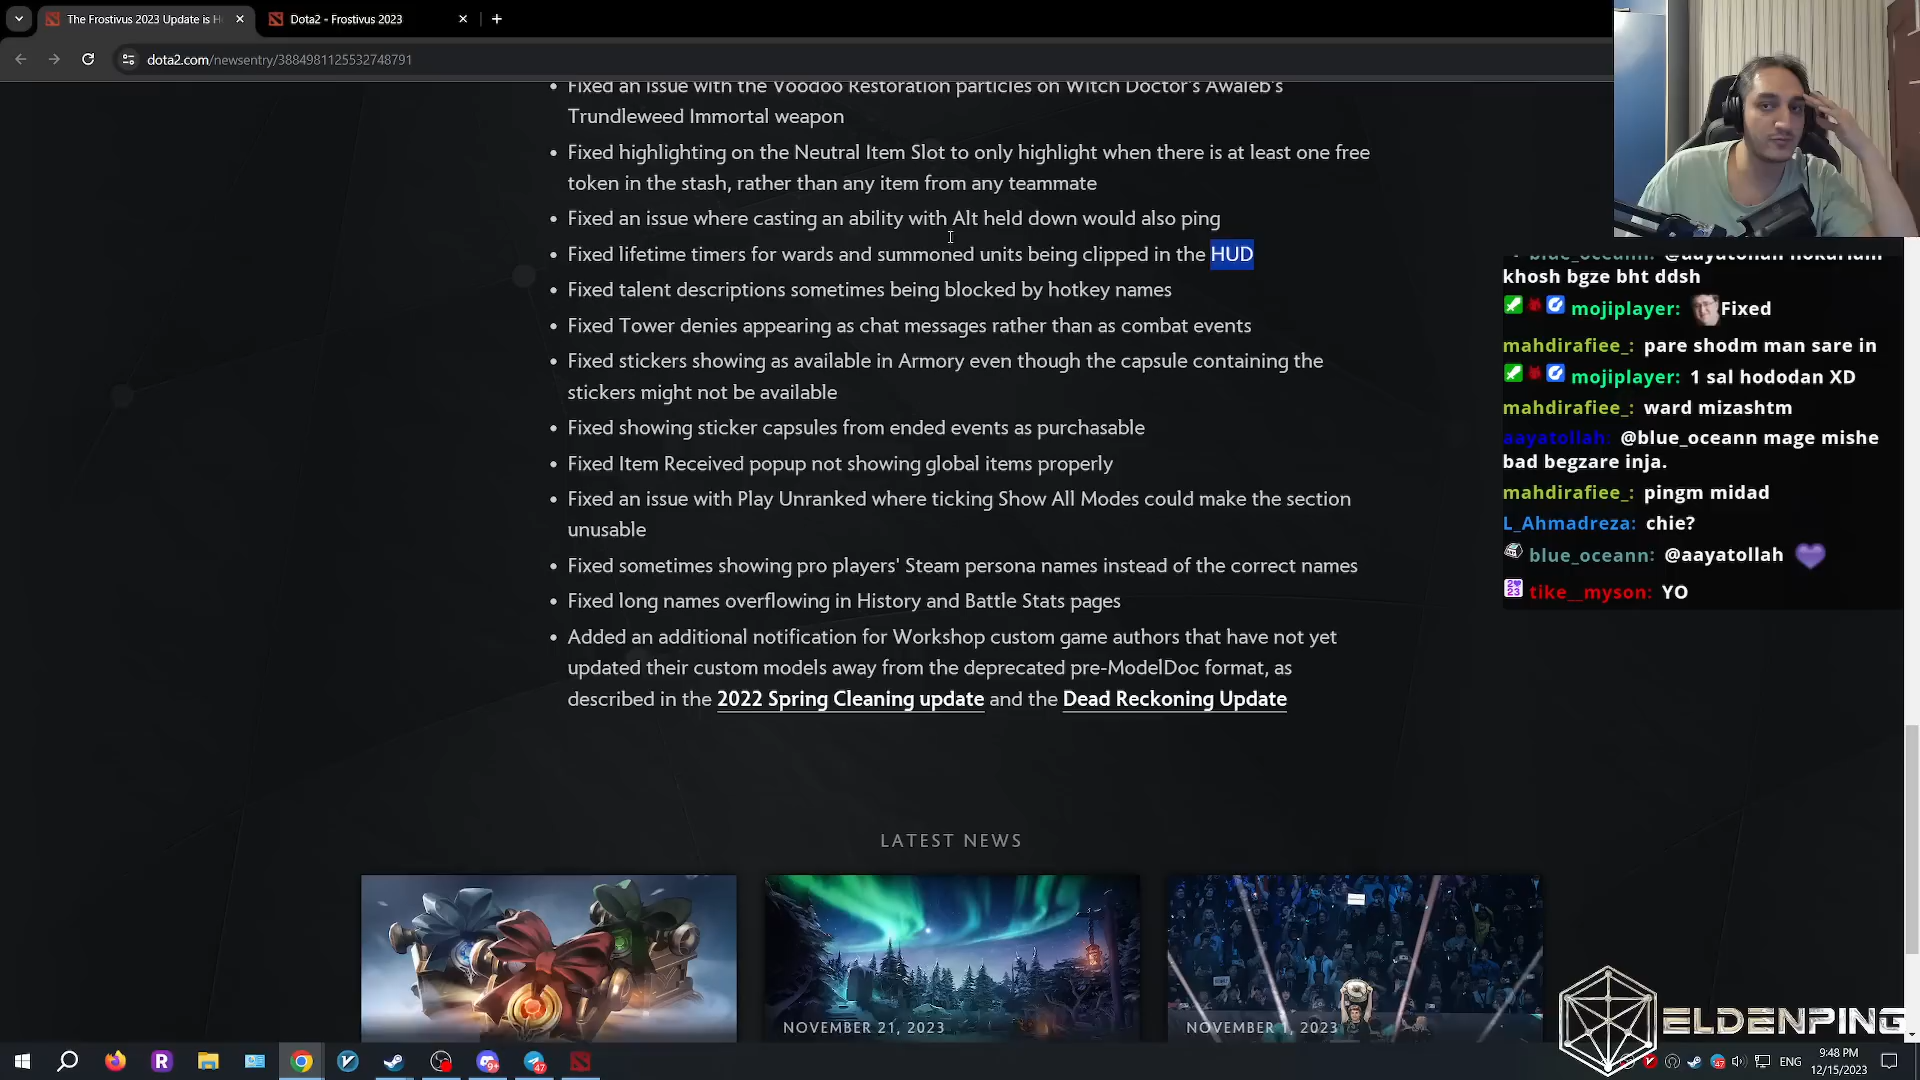 The Frostivus 2023 Update is H
Dota2 - Frostivus 2023
dota2.com/newsentry/3884981125532748791
• Fixed an issue with the Voodoo Restoration particles on Witch Doctor's Awaleb's
Trundleweed Immortal weapon
• Fixed highlighting on the Neutral Item Slot to only highlight when there is at least one free
token in the stash, rather than any item from any teammate
• Fixed an issue where casting an ability with Alt held down would also ping
• Fixed lifetime timers for wards and summoned units being clipped in the HUD
• Fixed talent descriptions sometimes being blocked by hotkey names
• Fixed Tower denies appearing as chat messages rather than as combat events
• Fixed stickers showing as available in Armory even though the capsule containing the
stickers might not be available
• Fixed showing sticker capsules from ended events as purchasable
• Fixed Item Received popup not showing global items properly
• Fixed an issue with Play Unranked where ticking Show All Modes could make the section
unusable
• Fixed sometimes showing pro players' Steam persona names instead of the correct names
• Fixed long names overflowing in History and Battle Stats pages
• Added an additional notification for Workshop custom game authors that have not yet
updated their custom models away from the deprecated pre-ModelDoc format, as
described in the 2022 Spring Cleaning update and the Dead Reckoning Update
LATEST NEWS
NOVEMBER 21, 2023
NOVEMBER 1, 2023
khosh bgze bht ddsh
mojiplayer: Fixed
mahdirafiee_: pare shodm man sare in
mojiplayer: 1 sal hododan XD
mahdirafiee_: ward mizashtm
aayatollah: @blue_oceann mage mishe
bad begzare inja.
mahdirafiee_: pingm midad
L_Ahmadreza: chie?
blue_oceann: @aayatollah
tike__myson: YO
ELDENPING
ENG
9:48 PM
12/15/2023